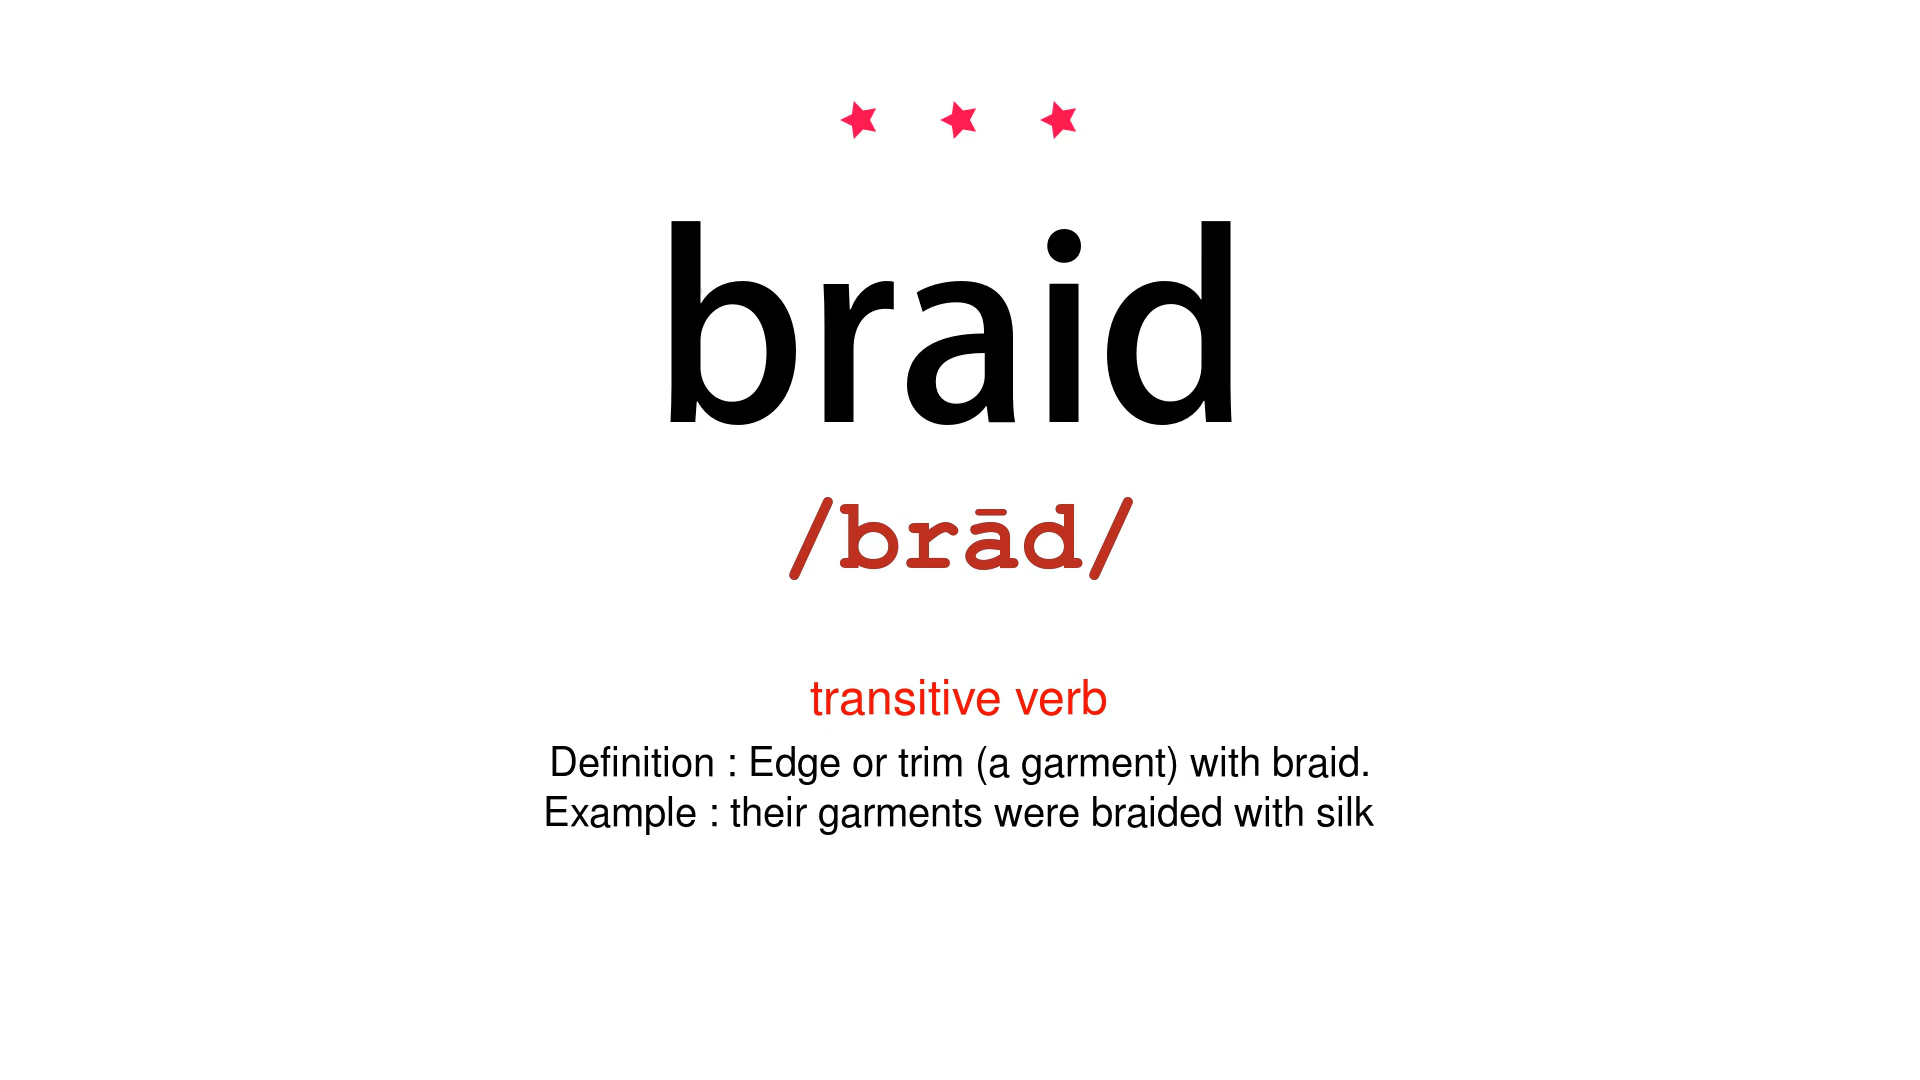 braid
/brād/
transitive verb
Definition : Edge or trim (a garment) with braid.
Example : their garments were braided with silk